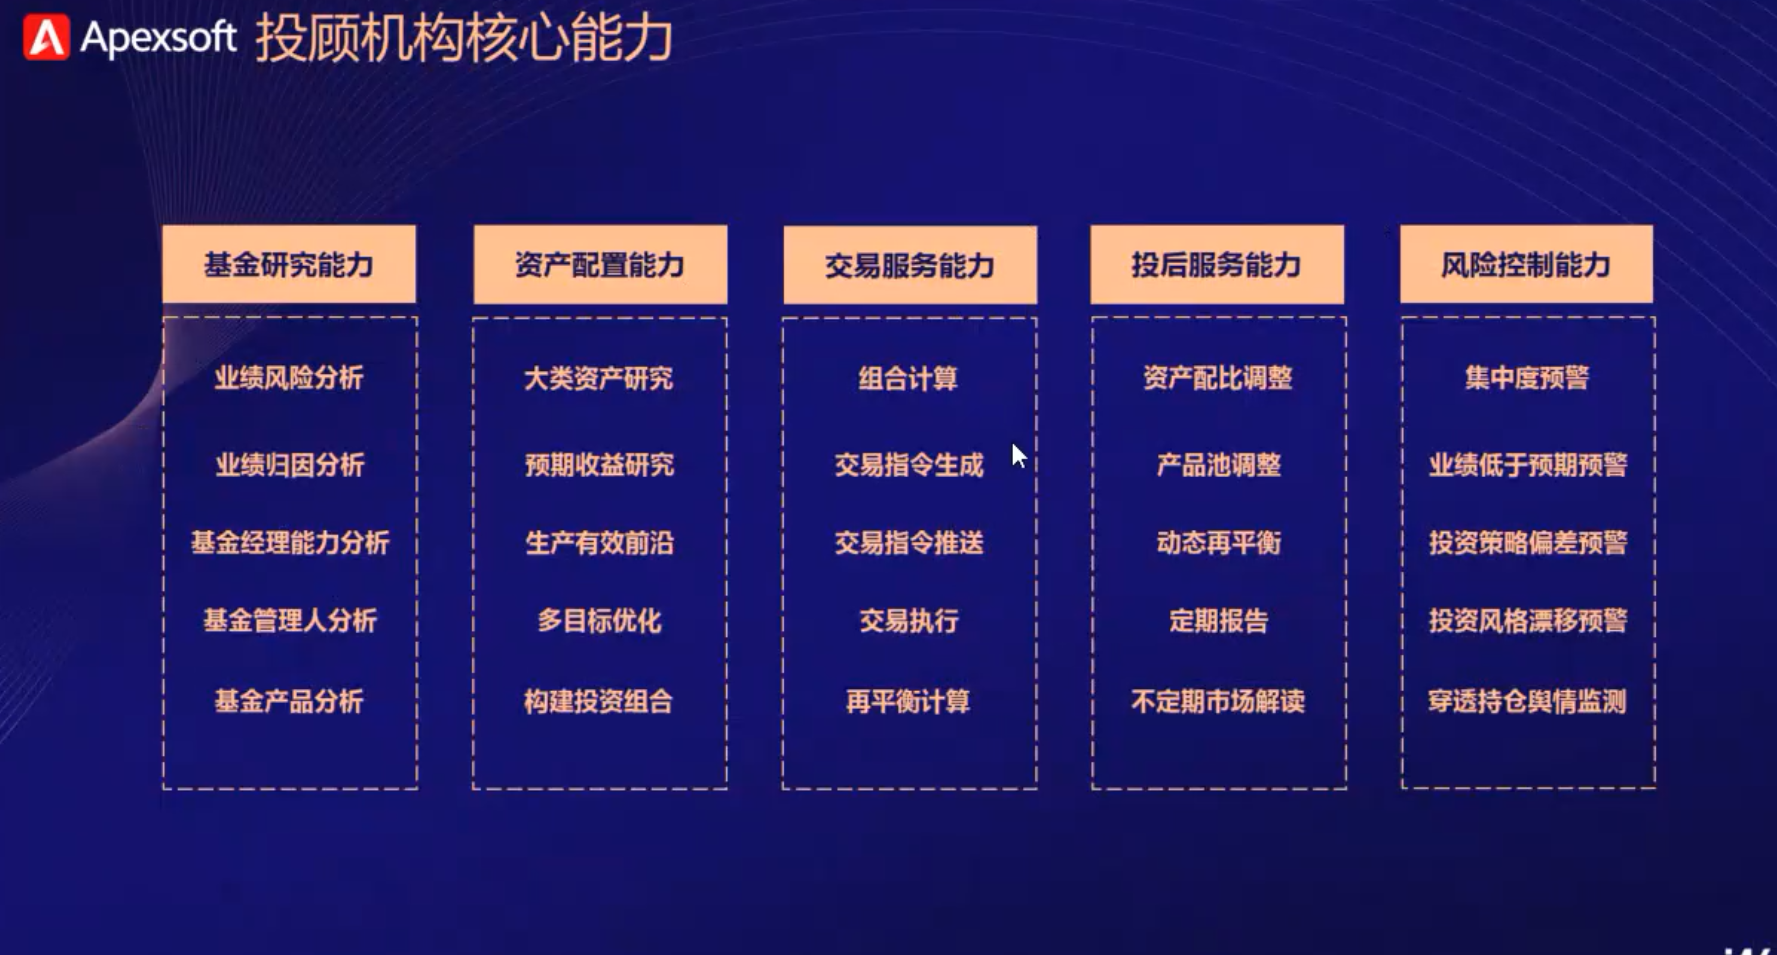 Apexsoft 投顾机构核心能力
基金研究能力
业绩风险分析
业绩归因分析
基金经理能力分析
基金管理人分析
基金产品分析
资产配置能力
大类资产研究
预期收益研究
生产有效前沿
多目标优化
构建投资组合
交易服务能力
组合计算
交易指令生成
交易指令推送
交易执行
再平衡计算
投后服务能力
资产配比调整
产品池调整
动态再平衡
定期报告
不定期市场解读
风险控制能力
集中度预警
业绩低于预期预警
投资策略偏差预警
投资风格漂移预警
穿透持仓舆情监测